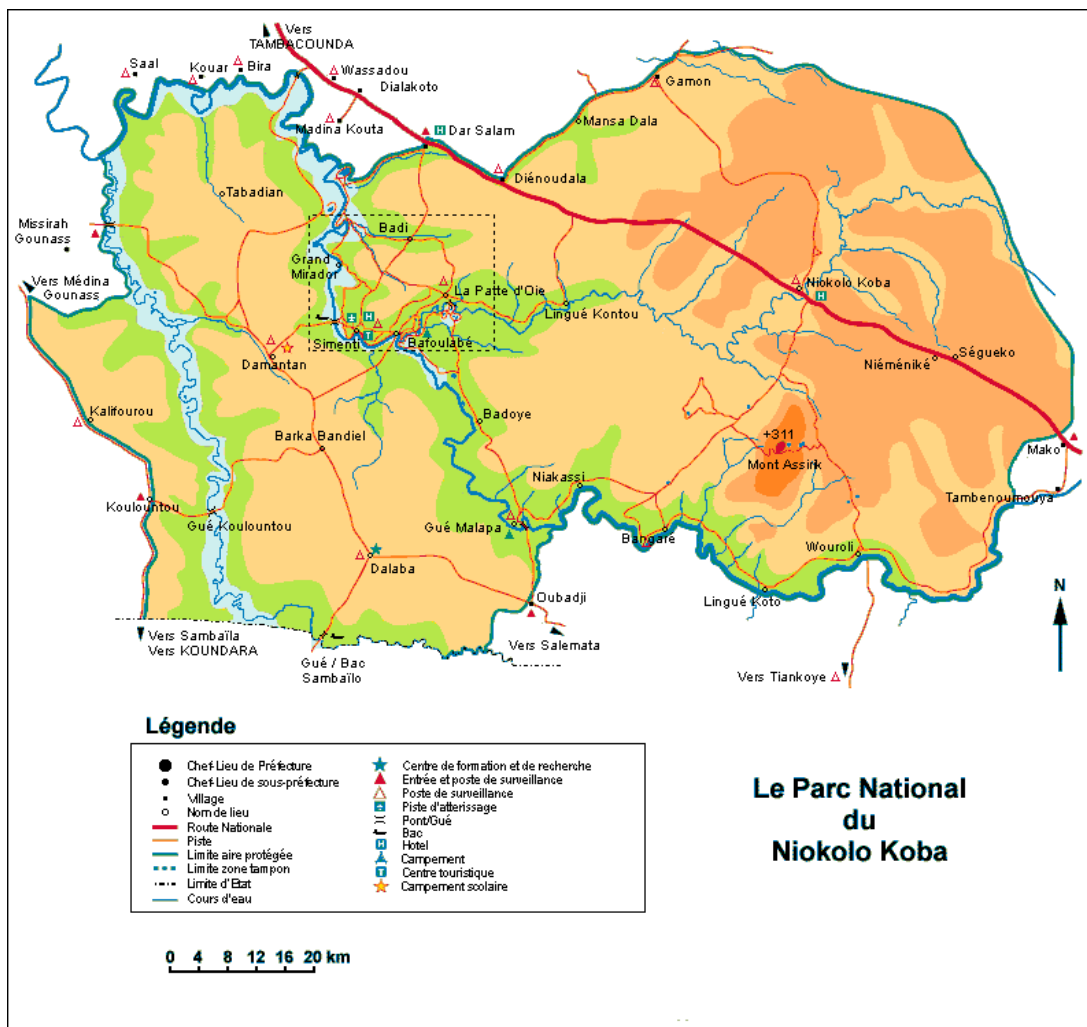 Vers
TAMBACOUNDA
Saal
Kouar
Bira
Wassadou
Dialakoto
Gamon
Madina Kouta
H Dar Salam
Mansa Dala
Diénoudala
Tabadian
Missirah
Gounass
Badi
Grand
Mirador
Vers Médina
Gounass
La Patte d'Oie
Niokolo Koba
H
Lingué Kontou
H
Simenti
T
Bafoulabé
Damantan
Niéméniké
Ségueko
Kalifourou
Badoye
Barka Bandiel
+311
Mont Assirik
Mako
Niakassi
Tambenoumouya
Koulountou
Gué Koulountou
Gué Malapa
Bangare
Wouroli
Dalaba
Lingué Koto
Oubadji
N
Vers Sambaïla
Vers KOUNDARA
Vers Salemata
Gué / Bac
Sambaïlo
Vers Tiankoye
Légende
Chef-Lieu de Préfecture
Chef-Lieu de sous-préfecture
Village
Nom de lieu
Route Nationale
Piste
Limite aire protégée
Limite zone tampon
Limite d'Etat
Cours d'eau
Centre de formation et de recherche
Entrée et poste de surveillance
Poste de surveillance
Piste d'atterissage
Pont/Gué
Bac
H Hotel
Campement
T Centre touristique
Campement scolaire
Le Parc National
du
Niokolo Koba
0 4 8 12 16 20 km